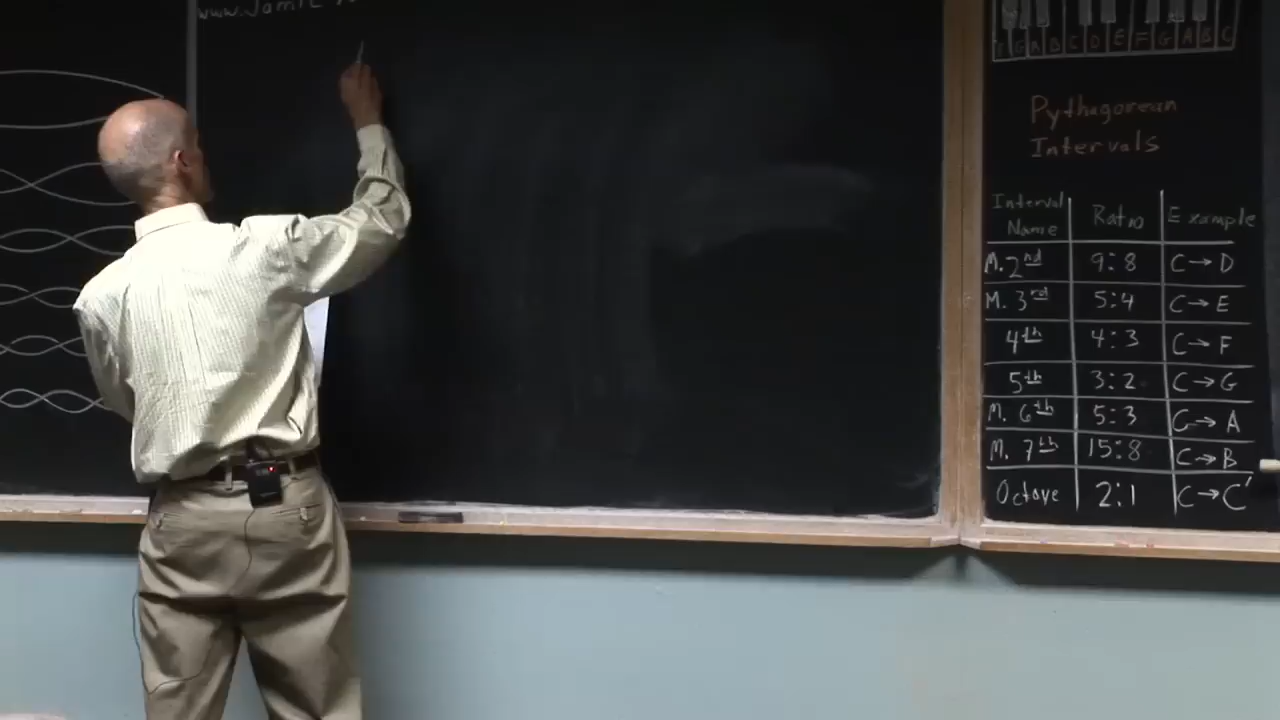 www.Jamie
G A B C D E F G A B C
Pythagorean
Intervals
Interval Name Ratio Example
M. 2nd 9:8 C→D
M. 3rd 5:4 C→E
4th 4:3 C→F
5th 3:2 C→G
M. 6th 5:3 C→A
M. 7th 15:8 C→B
Octave 2:1 C→C'